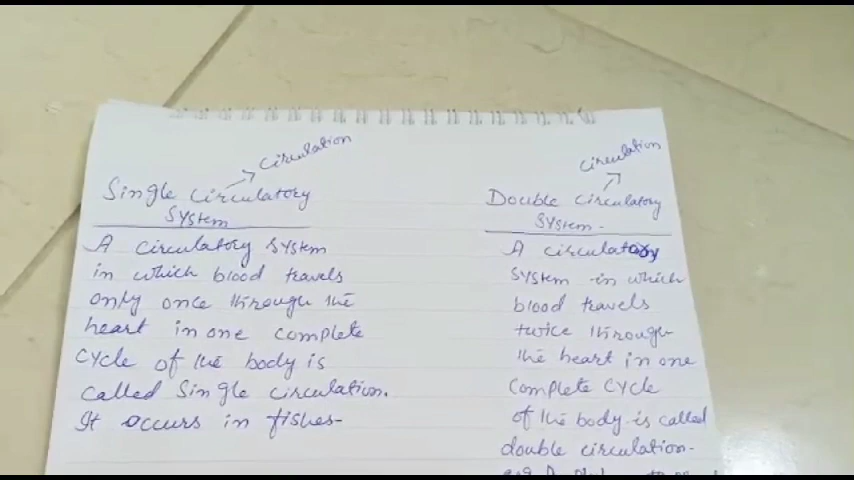 Circulation
Single Circulatory
System
A circulatory System
in which blood travels
only once through the
heart in one complete
cycle of the body is
called Single circulation.
It occurs in fishes-
Circulation
Double Circulatory
System-
A circulatory
System in which
blood travels
twice through
the heart in one
complete cycle
of the body is called
double circulation-